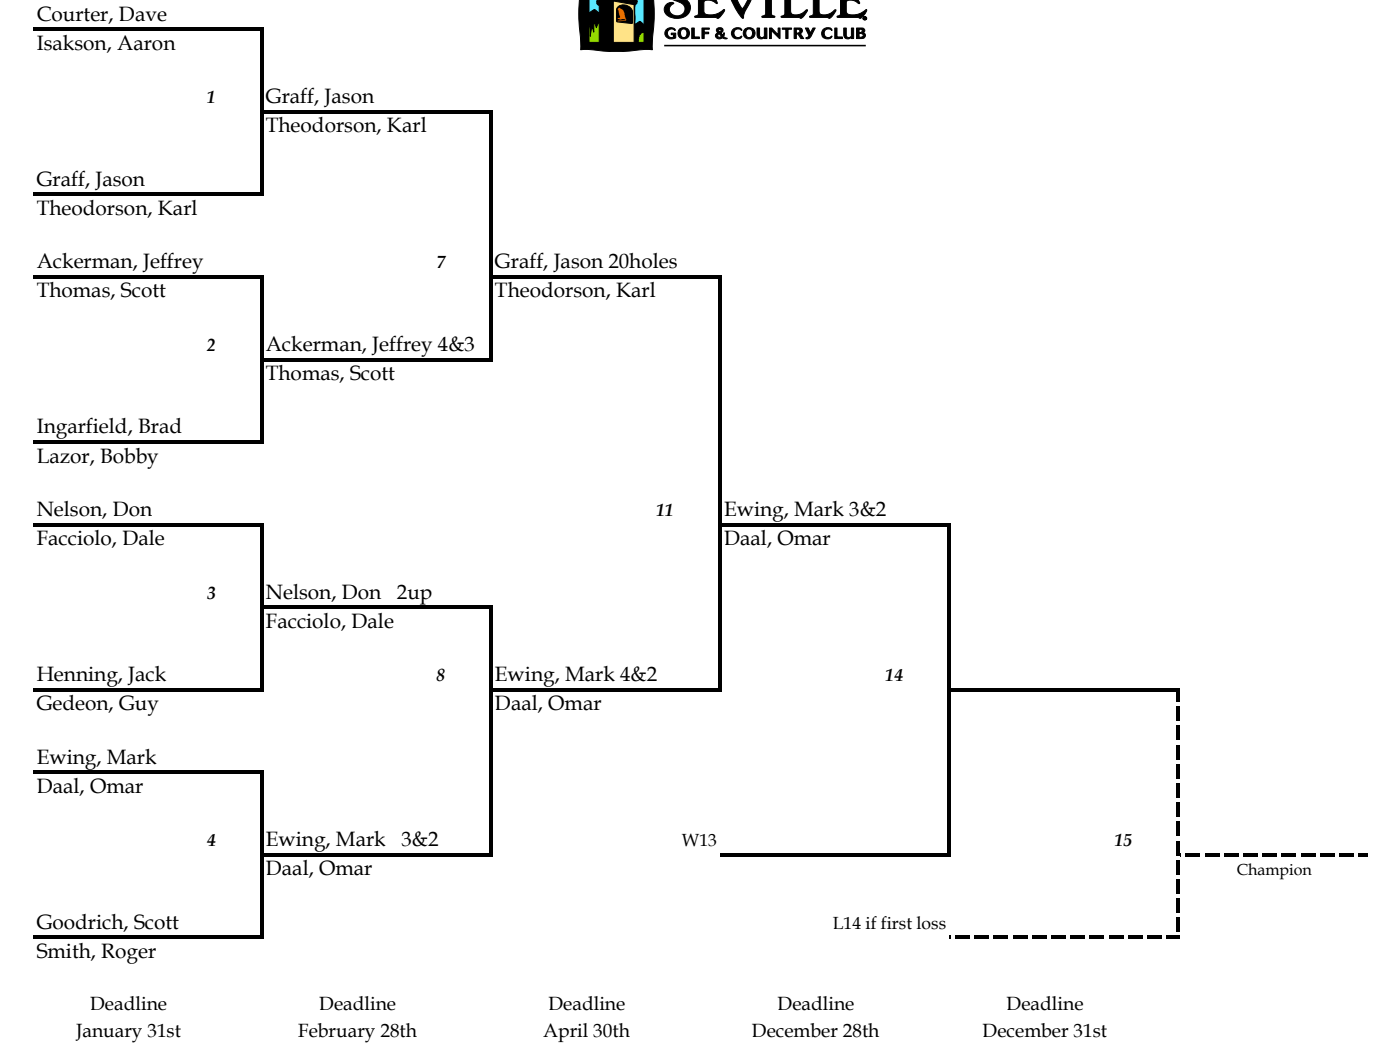 SEVILLE
GOLF & COUNTRY CLUB
Courter, Dave
Isakson, Aaron
1
Graff, Jason
Theodorson, Karl
Graff, Jason
Theodorson, Karl
Ackerman, Jeffrey
7
Graff, Jason 20holes
Thomas, Scott
Theodorson, Karl
2
Ackerman, Jeffrey 4&3
Thomas, Scott
Ingarfield, Brad
Lazor, Bobby
Nelson, Don
11
Ewing, Mark 3&2
Facciolo, Dale
Daal, Omar
3
Nelson, Don 2up
Facciolo, Dale
Henning, Jack
8
Ewing, Mark 4&2
14
Gedeon, Guy
Daal, Omar
Ewing, Mark
Daal, Omar
4
Ewing, Mark 3&2
W13
15
Daal, Omar
Champion
Goodrich, Scott
L14 if first loss
Smith, Roger
Deadline Deadline Deadline Deadline Deadline
January 31st February 28th April 30th December 28th December 31st